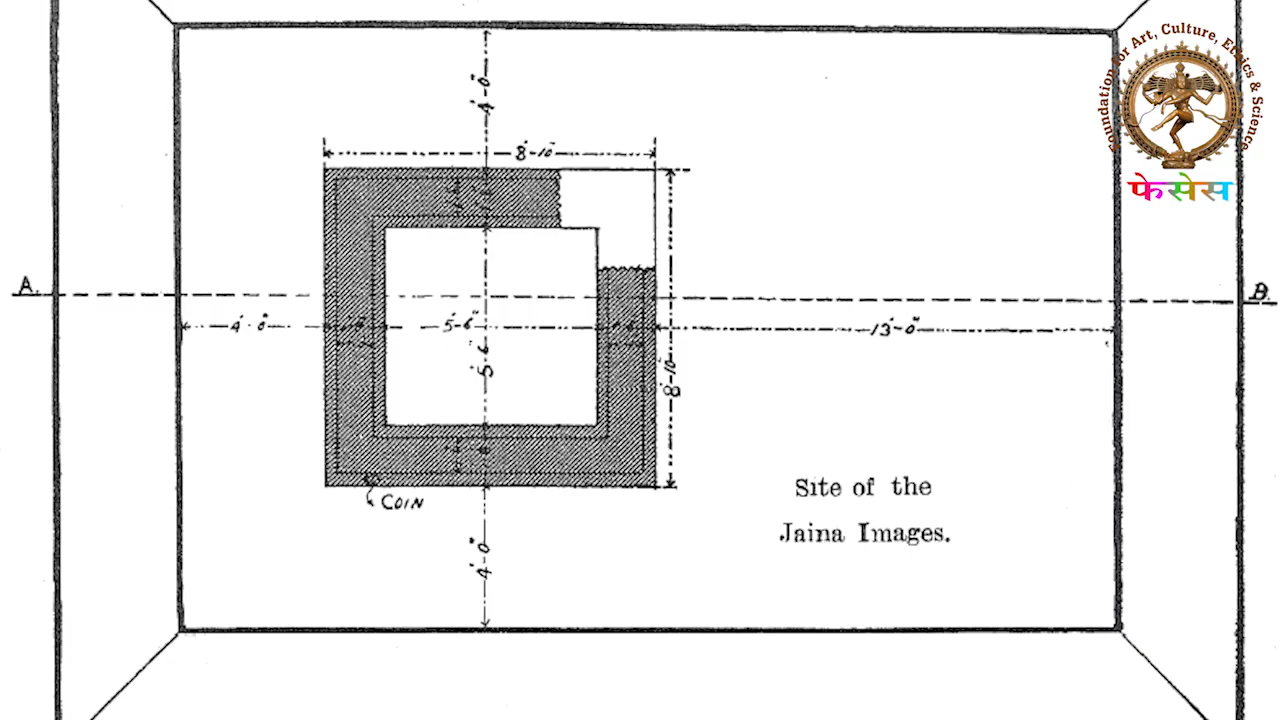 Foundation for Art, Culture, Ethics & Science
फेसेस
4'-0"
8'-10"
A.
B.
4'-0"
5'-6"
13'-0"
5'-6"
8'-10"
COIN
4'-0"
Site of the
Jaina Images.